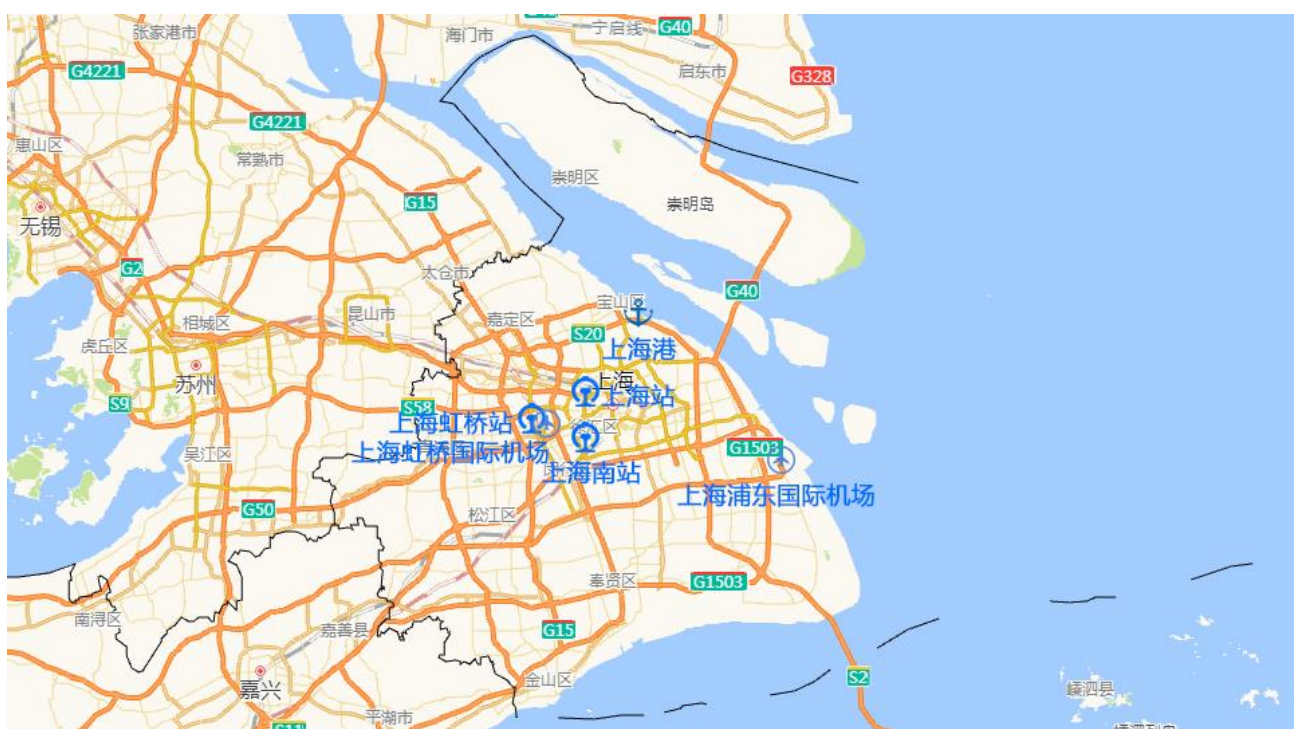 张家港市
海门市
宁启线
G40
G4221
启东市
G328
G4221
惠山区
常熟市
崇明区
G15
崇明岛
无锡
G2
太仓市
G40
宝山区
相城区
昆山市
嘉定区
S20
虎丘区
上海港
苏州
上海
上海站
S9
S58
上海虹桥站
徐汇区
G1503
上海虹桥国际机场
吴江区
上海南站
上海浦东国际机场
G50
松江区
奉贤区
G1503
南浔区
嘉善县
G15
金山区
S2
嘉兴
嵊泗县
平湖市